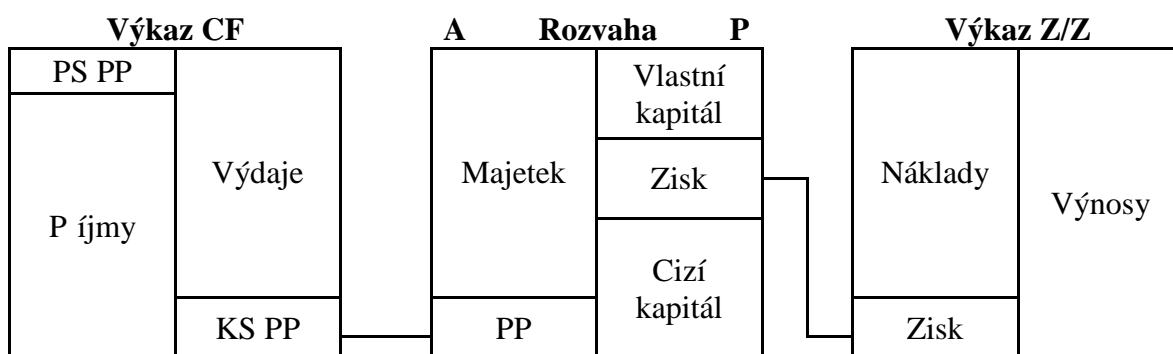 Výkaz CF
A Rozvaha P
Výkaz Z/Z
PS PP
Výdaje
P íjmy
KS PP
Majetek
PP
Vlastní
kapitál
Zisk
Cizí
kapitál
Náklady
Zisk
Výnosy